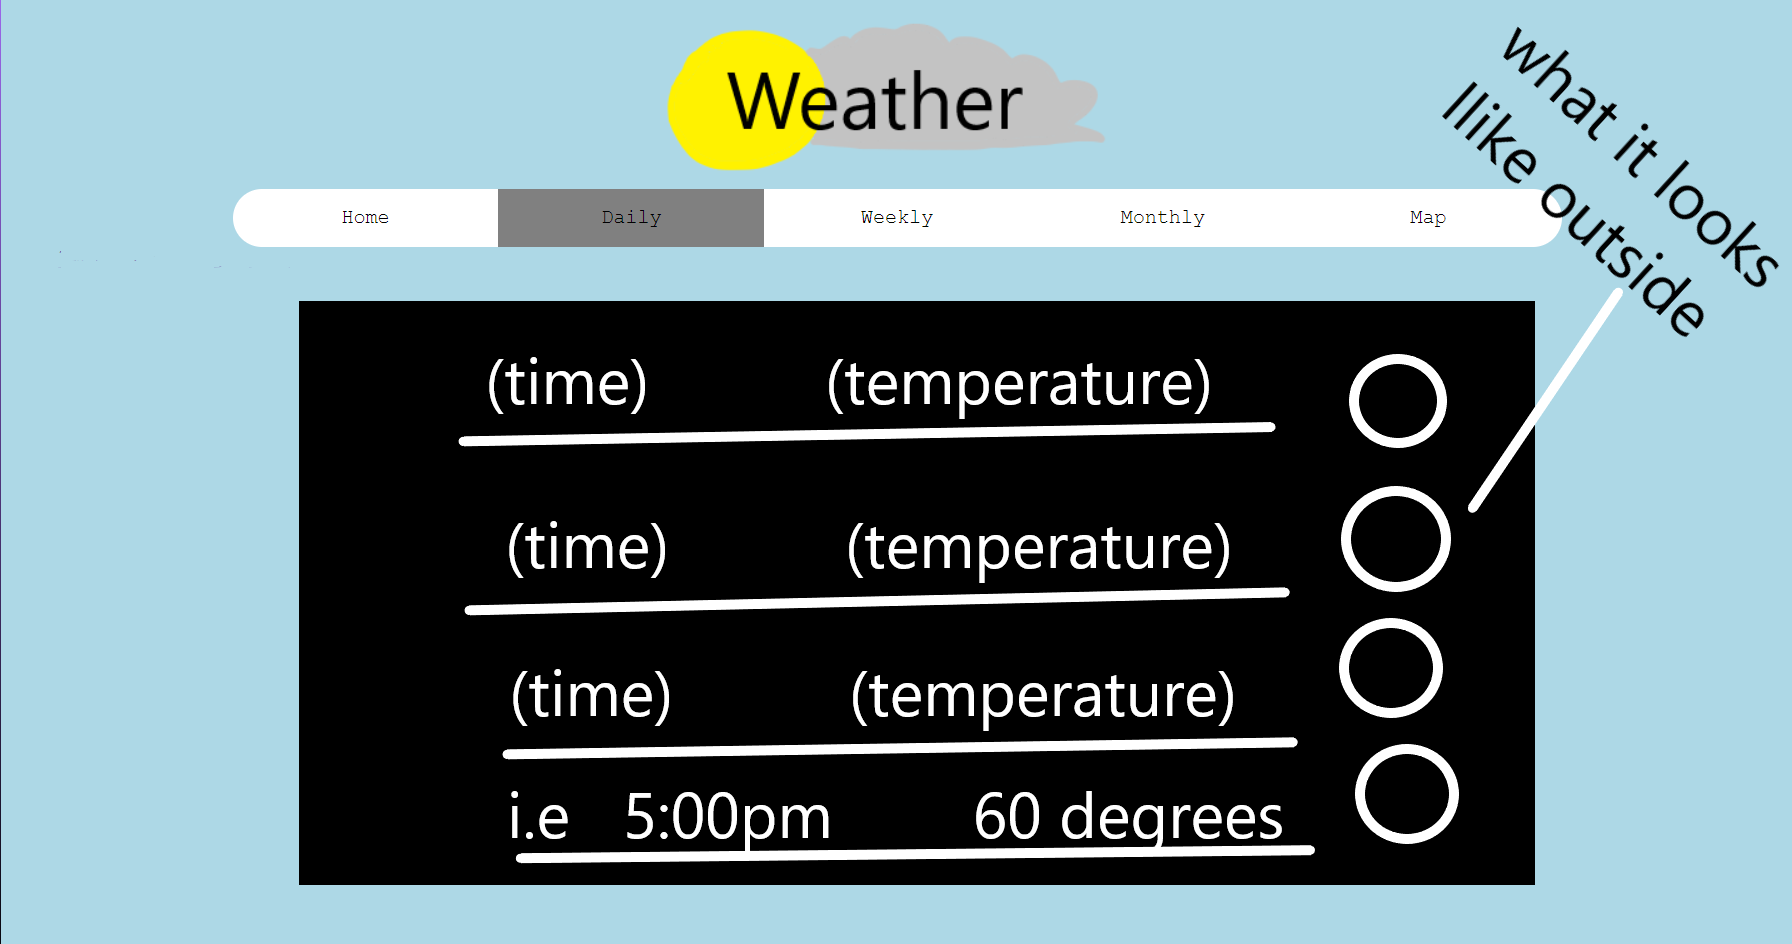 Weather
what it looks
llike outside
Home Daily Weekly Monthly Map
(time) (temperature)
(time) (temperature)
(time) (temperature)
i.e 5:00pm 60 degrees